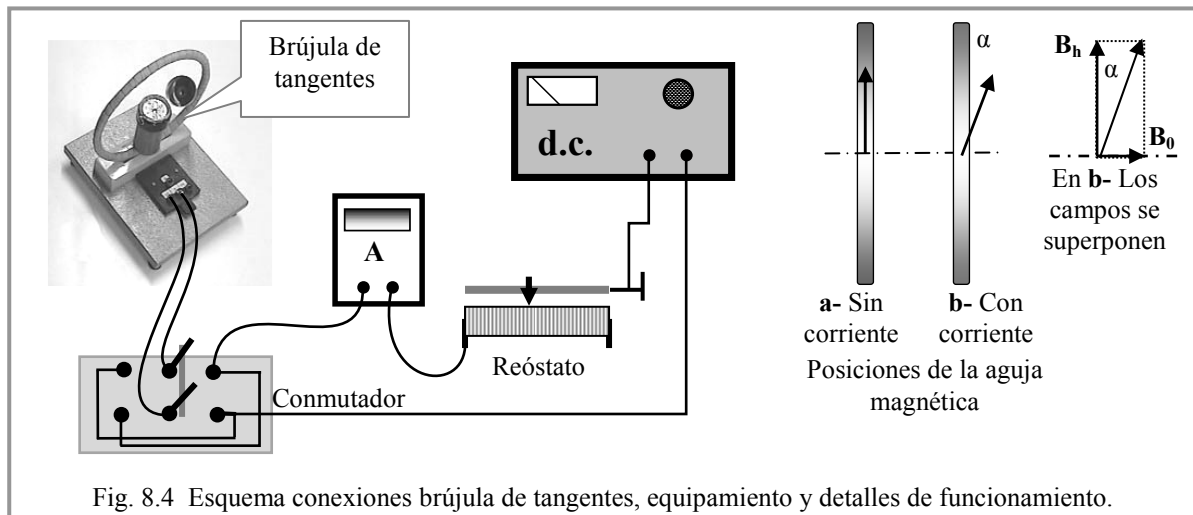 Brújula de
tangentes
d.c.
A
Reóstato
Conmutador
α
B_h
α
B_0
a- Sin
corriente
b- Con
corriente
Posiciones de la aguja
magnética
En b- Los
campos se
superponen
Fig. 8.4 Esquema conexiones brújula de tangentes, equipamiento y detalles de funcionamiento.